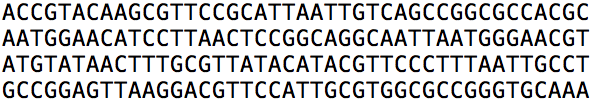 ACCGTACAAGCGTTCCGCATTAATTGTCAGCCGGCGCCACGC
AATGGAACATCCTTAACTCCGGCAGGCAATTAATGGGAACGT
ATGTATAACTTTGCGTTATACATACGTTCCCTTTAATTGCCT
GCCGGAGTTAAGGACGTTCCATTGCGTGGCGCCGGGTGCAAA